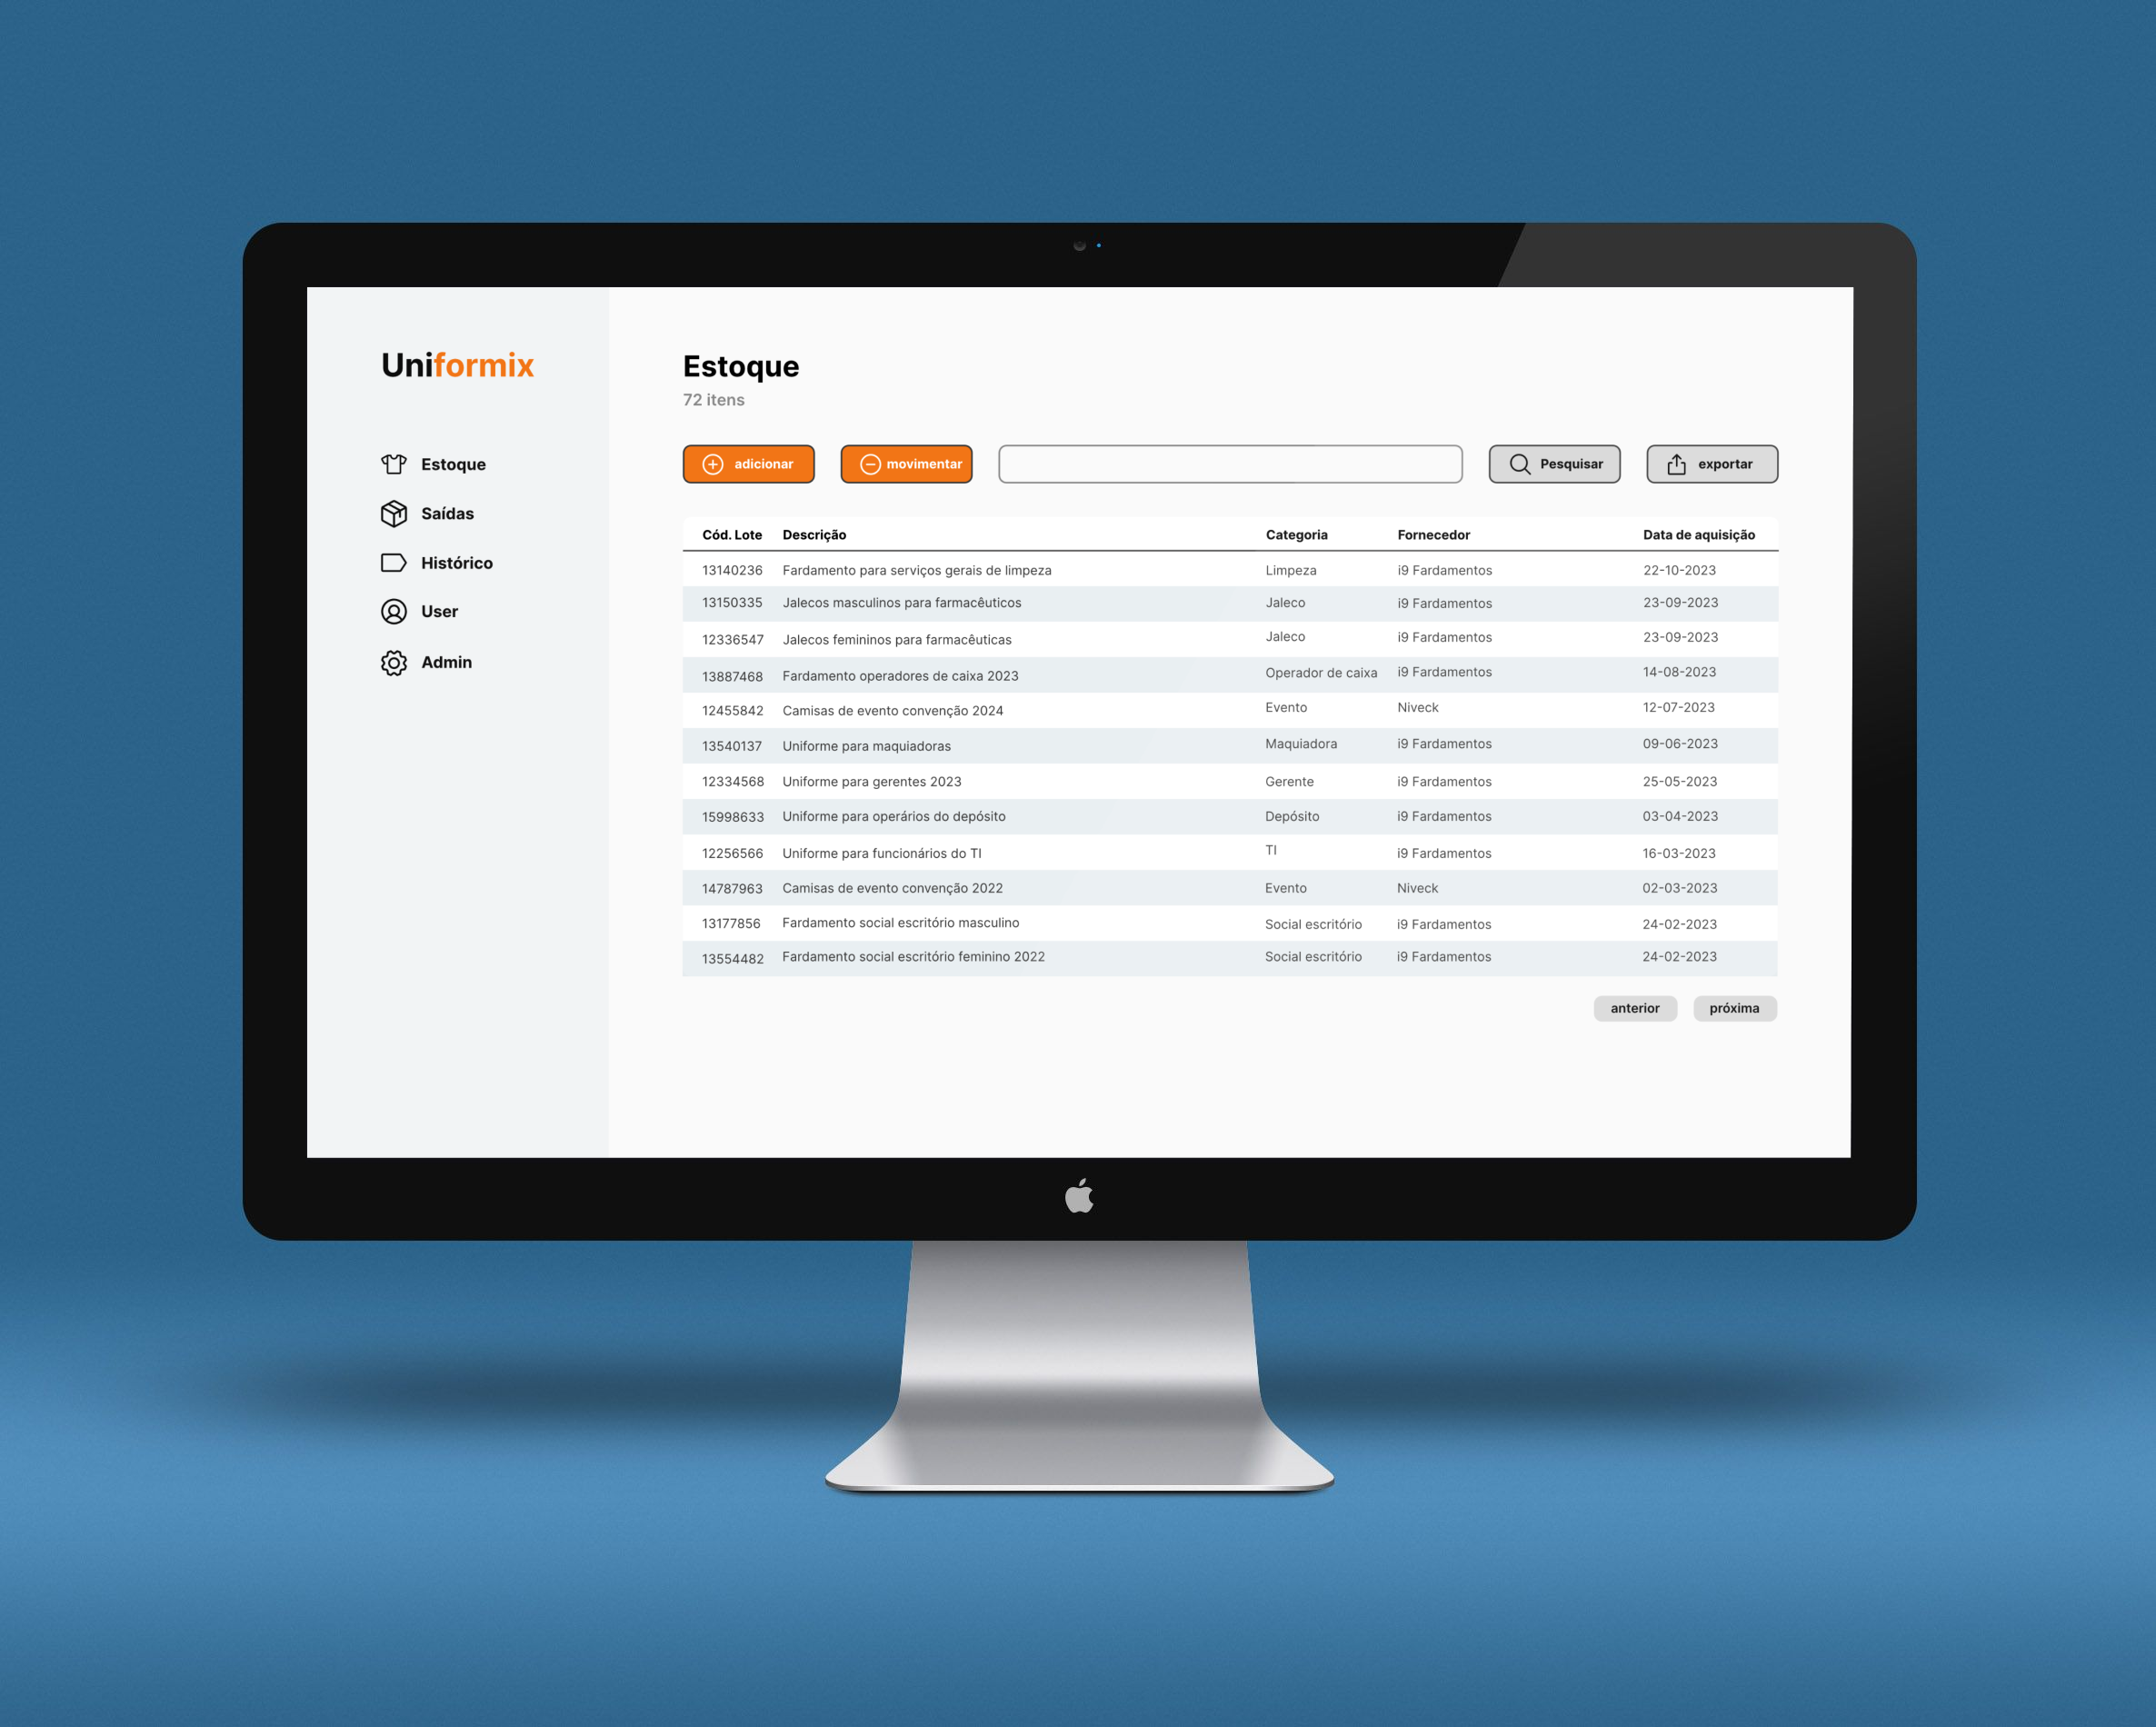 Uniformix
Estoque
Saídas
Histórico
User
Admin
Estoque
72 itens
adicionar movimentar Pesquisar exportar
Cód. Lote Descrição Categoria Fornecedor Data de aquisição
13140236 Fardamento para serviços gerais de limpeza Limpeza i9 Fardamentos 22-10-2023
13150335 Jalecos masculinos para farmacêuticos Jaleco i9 Fardamentos 23-09-2023
12336547 Jalecos femininos para farmacêuticas Jaleco i9 Fardamentos 23-09-2023
13887468 Fardamento operadores de caixa 2023 Operador de caixa i9 Fardamentos 14-08-2023
12455842 Camisas de evento convenção 2024 Evento Niveck 12-07-2023
13540137 Uniforme para maquiadoras Maquiadora i9 Fardamentos 09-06-2023
12334568 Uniforme para gerentes 2023 Gerente i9 Fardamentos 25-05-2023
15998633 Uniforme para operários do depósito Depósito i9 Fardamentos 03-04-2023
12256566 Uniforme para funcionários do TI TI i9 Fardamentos 16-03-2023
14787963 Camisas de evento convenção 2022 Evento Niveck 02-03-2023
13177856 Fardamento social escritório masculino Social escritório i9 Fardamentos 24-02-2023
13554482 Fardamento social escritório feminino 2022 Social escritório i9 Fardamentos 24-02-2023
anterior próxima